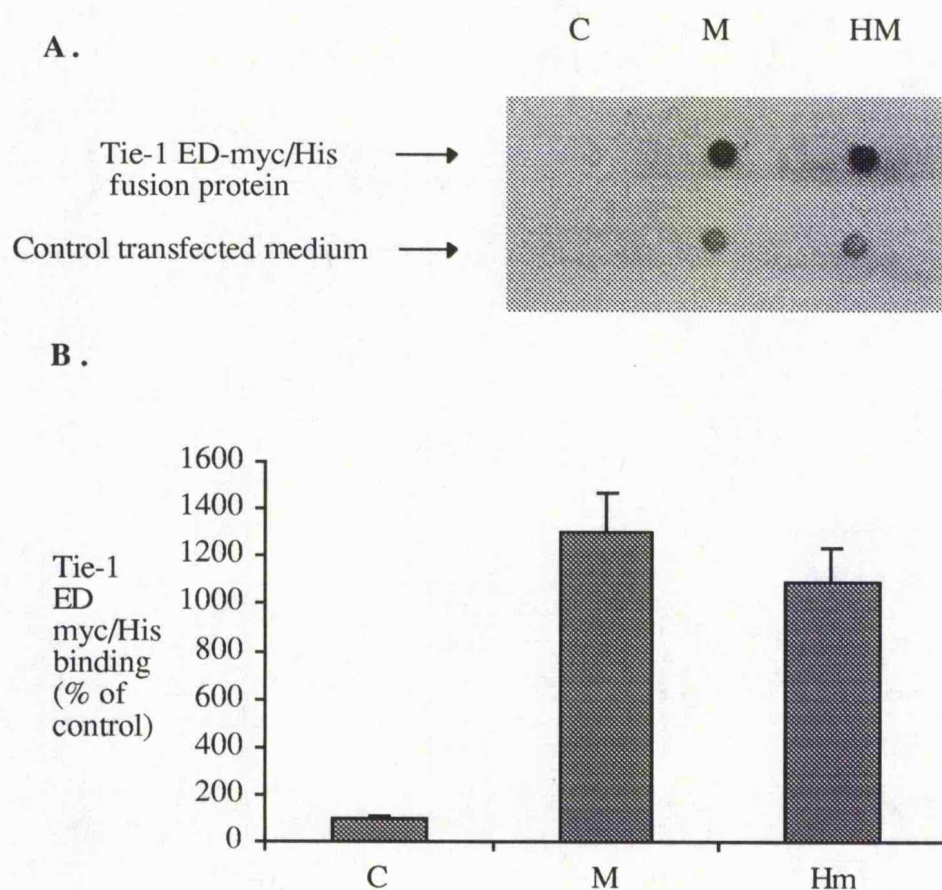 A.
C M HM
Tie-1 ED-myc/His
fusion protein
Control transfected medium
B.
1600
1400
1200
1000
800
600
400
200
0
Tie-1
ED
myc/His
binding
(% of
control)
C M Hm